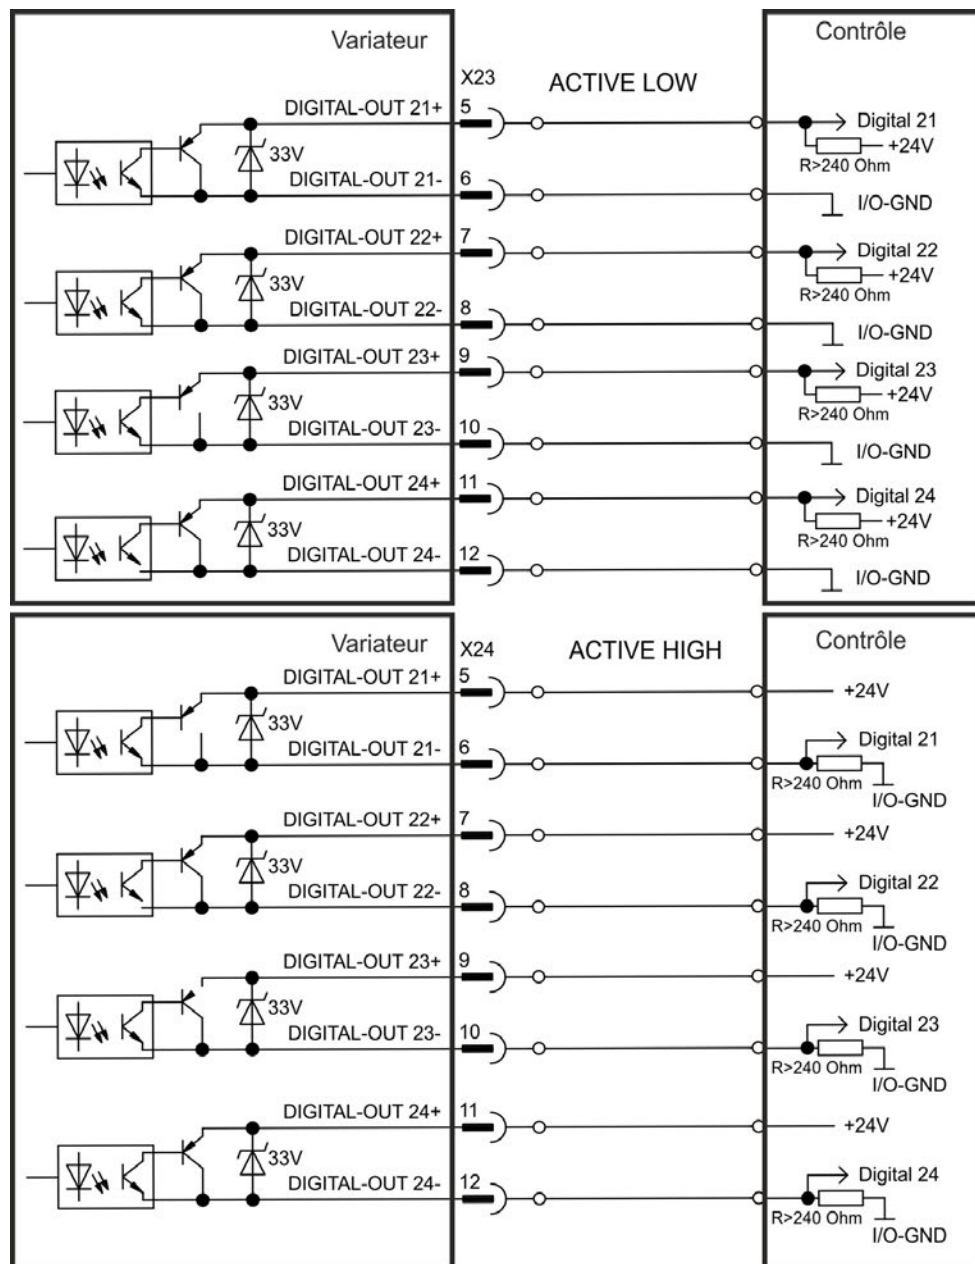 Variateur
Contrôle
X23
ACTIVE LOW
DIGITAL-OUT 21+
5
Digital 21
33V
+24V
R>240 Ohm
DIGITAL-OUT 21-
6
I/O-GND
DIGITAL-OUT 22+
7
Digital 22
33V
+24V
R>240 Ohm
DIGITAL-OUT 22-
8
I/O-GND
DIGITAL-OUT 23+
9
Digital 23
33V
+24V
R>240 Ohm
DIGITAL-OUT 23-
10
I/O-GND
DIGITAL-OUT 24+
11
Digital 24
33V
+24V
R>240 Ohm
DIGITAL-OUT 24-
12
I/O-GND
Variateur
Contrôle
X24
ACTIVE HIGH
DIGITAL-OUT 21+
5
+24V
33V
DIGITAL-OUT 21-
6
Digital 21
R>240 Ohm
I/O-GND
DIGITAL-OUT 22+
7
+24V
33V
DIGITAL-OUT 22-
8
Digital 22
R>240 Ohm
I/O-GND
DIGITAL-OUT 23+
9
+24V
33V
DIGITAL-OUT 23-
10
Digital 23
R>240 Ohm
I/O-GND
DIGITAL-OUT 24+
11
+24V
33V
DIGITAL-OUT 24-
12
Digital 24
R>240 Ohm
I/O-GND